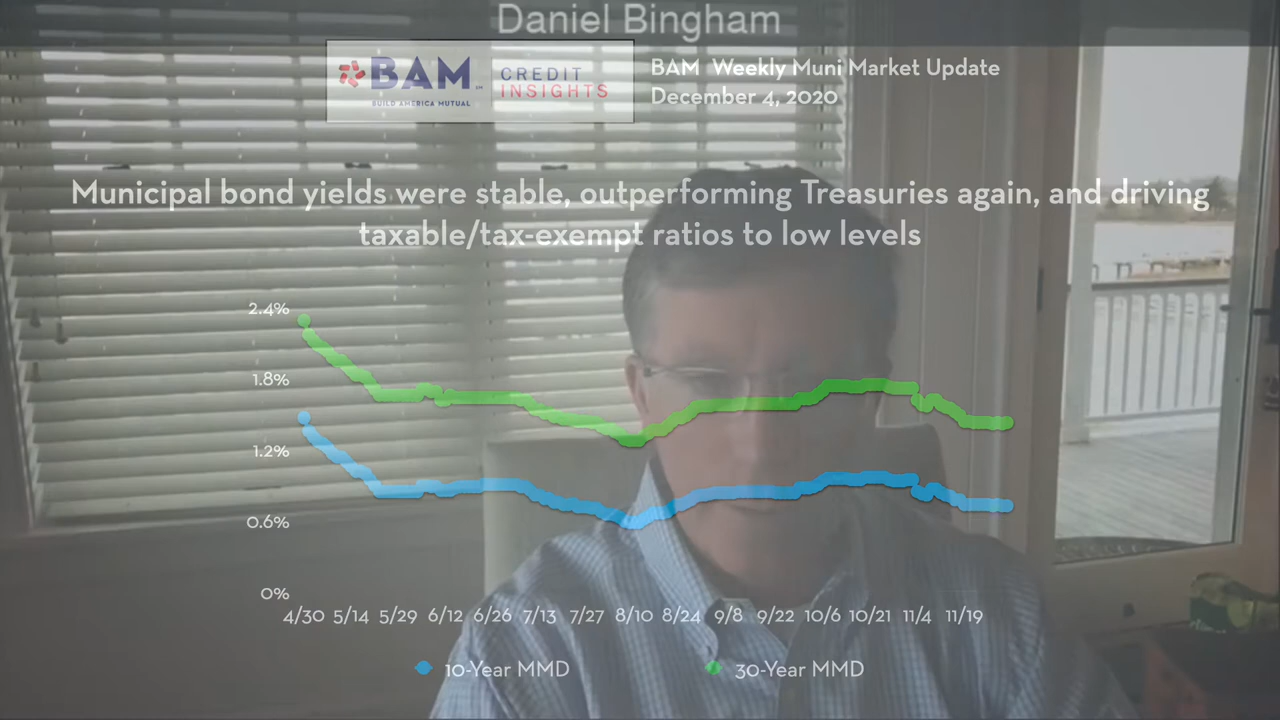 Daniel Bingham
BAM
SM
BUILD AMERICA MUTUAL
CREDIT
INSIGHTS
BAM Weekly Muni Market Update
December 4, 2020
Municipal bond yields were stable, outperforming Treasuries again, and driving
taxable/tax-exempt ratios to low levels
2.4%
1.8%
1.2%
0.6%
0%
4/30 5/14 5/29 6/12 6/26 7/13 7/27 8/10 8/24 9/8 9/22 10/6 10/21 11/4 11/19
10-Year MMD 30-Year MMD